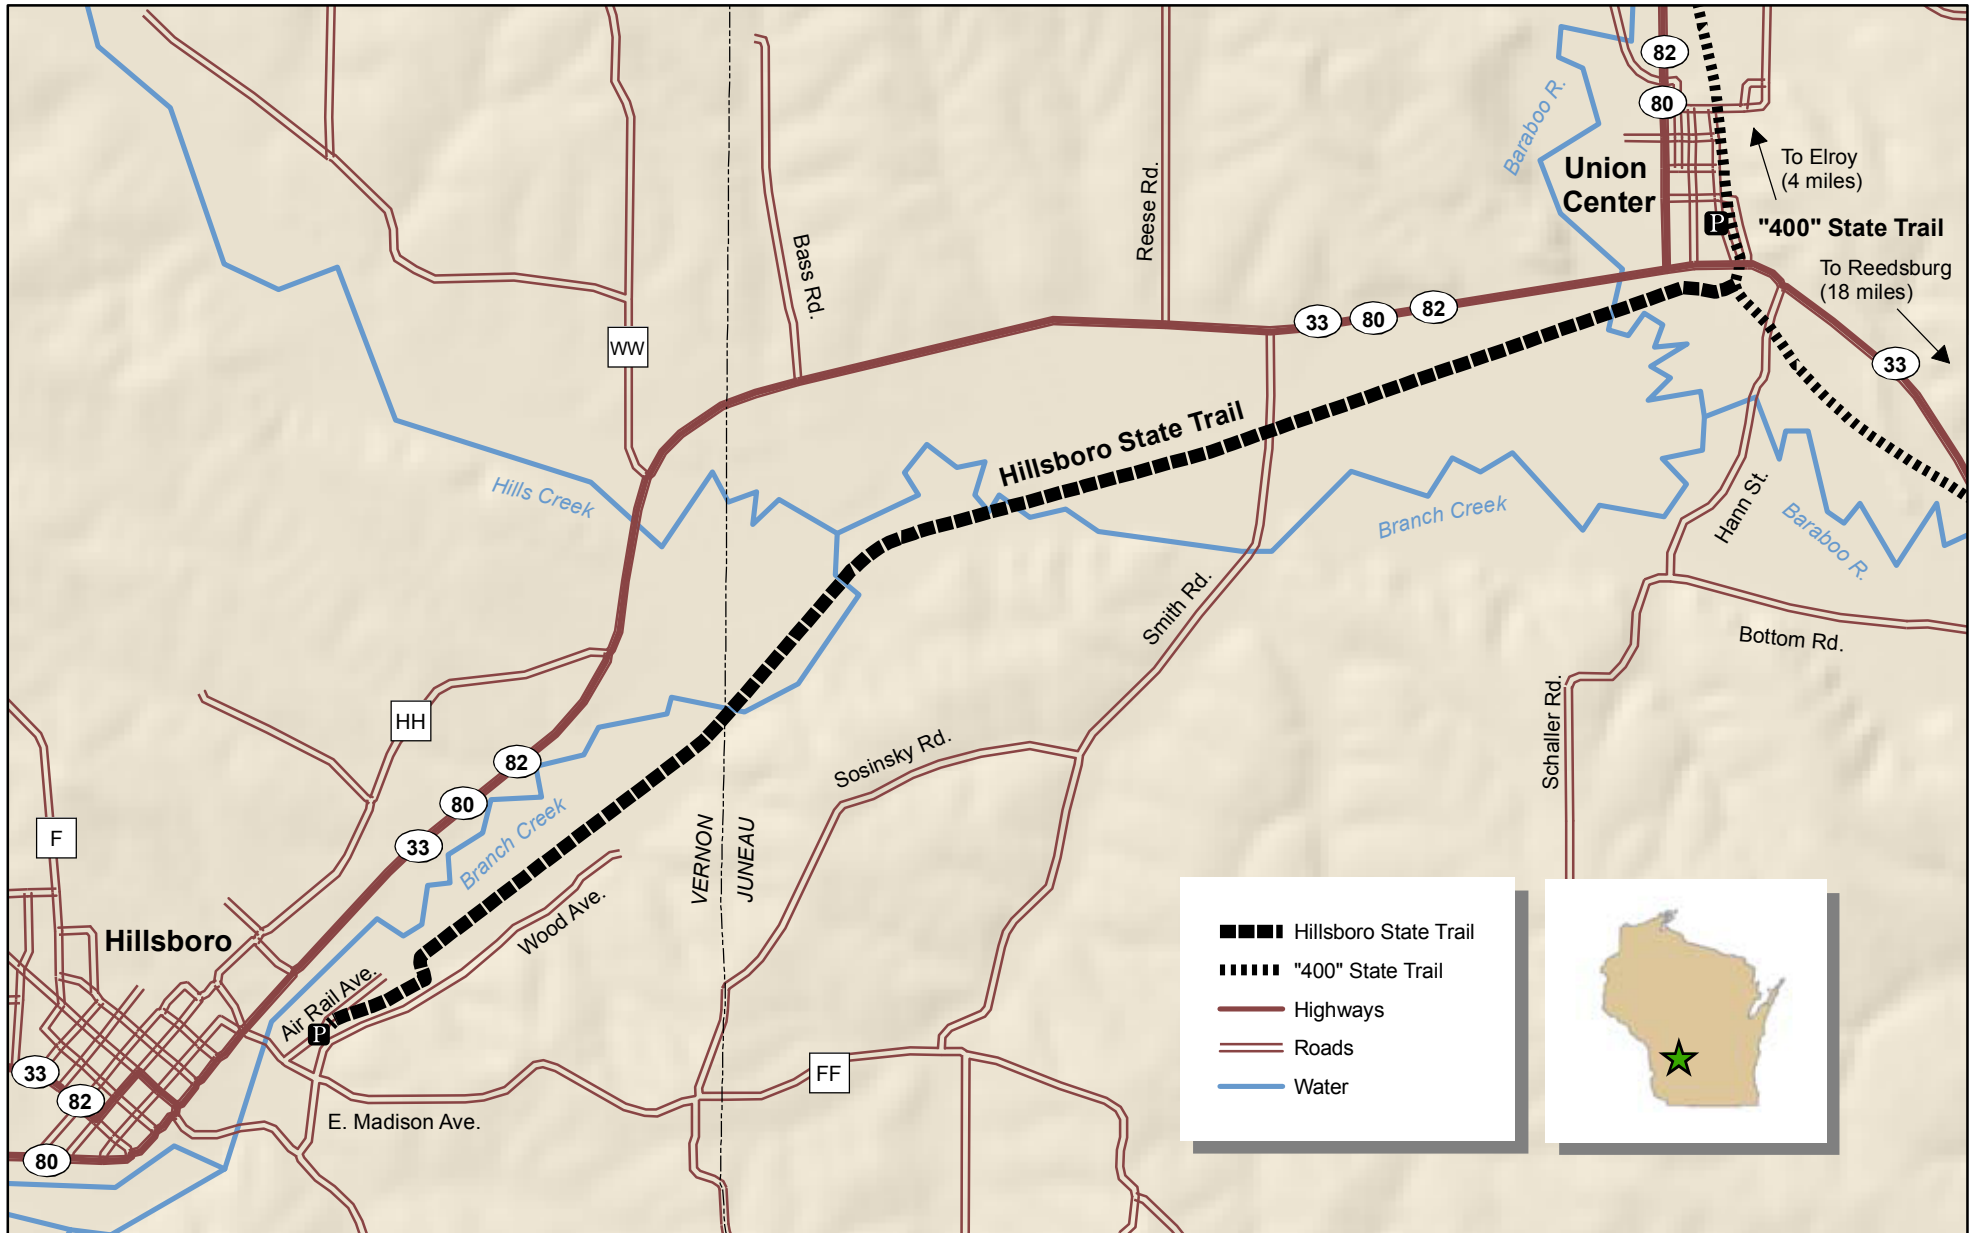 82
80
Baraboo R.
To Elroy
(4 miles)
Union
Center
P
"400" State Trail
To Reedsburg
(18 miles)
Reese Rd.
Bass Rd.
33
80
82
WW
33
Hillsboro State Trail
Hills Creek
Branch Creek
Hann St.
Baraboo R.
Smith Rd.
Bottom Rd.
Schaller Rd.
HH
82
80
33
Sosinsky Rd.
Branch Creek
F
VERNON
JUNEAU
Wood Ave.
Hillsboro
Air Rail Ave.
P
33
82
80
FF
E. Madison Ave.
Hillsboro State Trail
"400" State Trail
Highways
Roads
Water